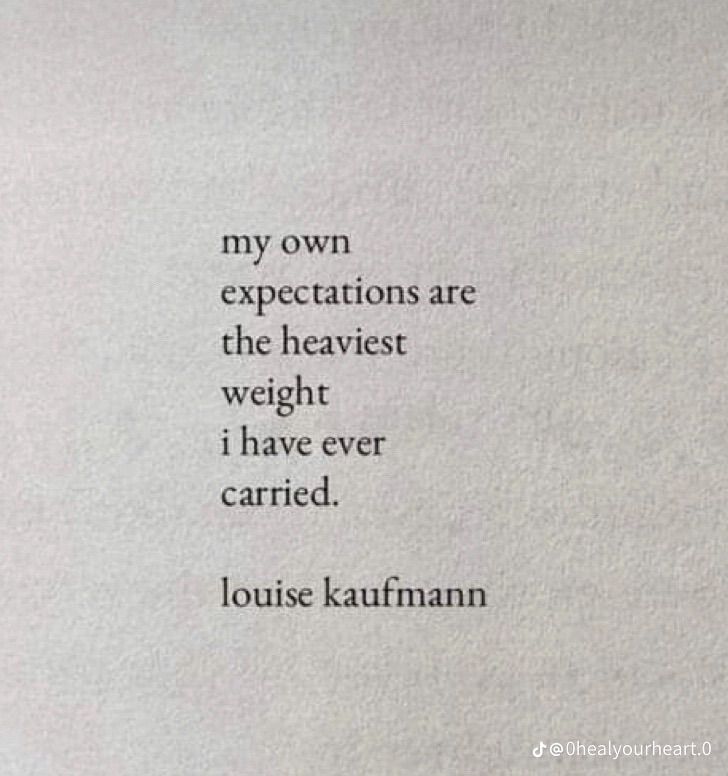 my own
expectations are
the heaviest
weight
i have ever
carried.
louise kaufmann
@0healyourheart.0